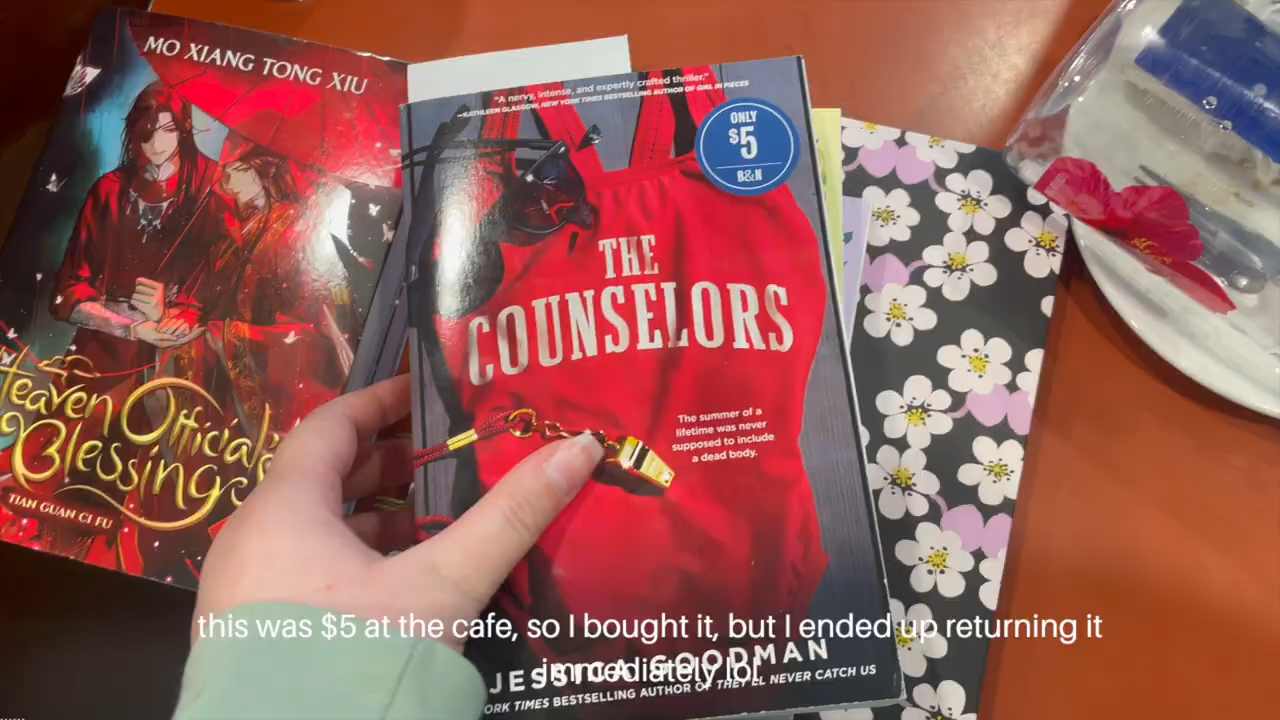 MO XIANG TONG XIU
Heaven Official's
Blessing
TIAN GUAN CI FU
"A nervy, intense, and expertly crafted thriller."
—KATHLEEN GLASGOW, NEW YORK TIMES BESTSELLING AUTHOR OF GIRL IN PIECES
ONLY
$5
B&N
THE
COUNSELORS
The summer of a
lifetime was never
supposed to include
a dead body.
this was $5 at the cafe, so I bought it, but I ended up returning it
immediately lol
JESSICA GOODMAN
YORK TIMES BESTSELLING AUTHOR OF THEY'LL NEVER CATCH US